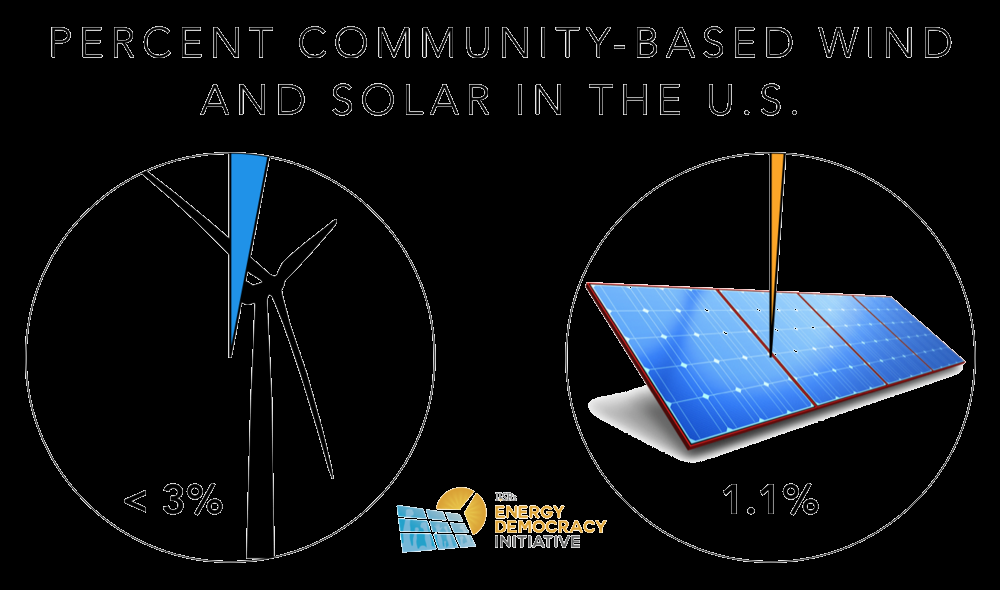 PERCENT COMMUNITY-BASED WIND
AND SOLAR IN THE U.S.
< 3%
1.1%
ENERGY
DEMOCRACY
INITIATIVE